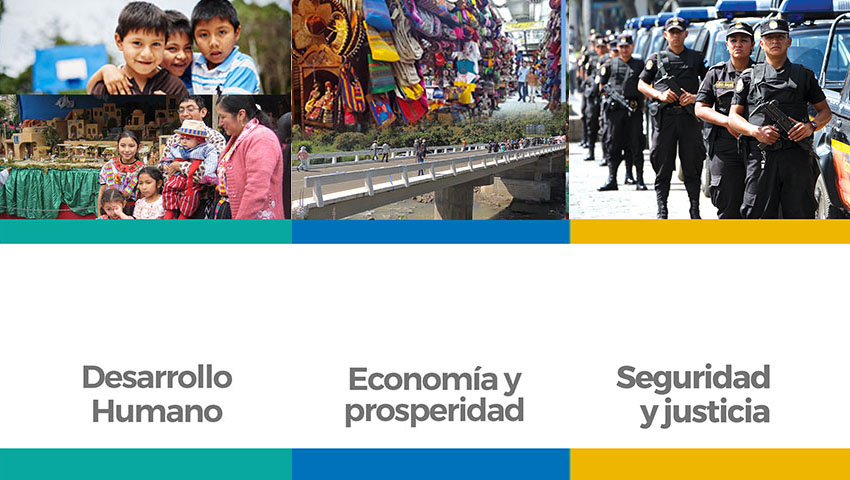 Desarrollo
Humano
Economía y
prosperidad
Seguridad
y justicia